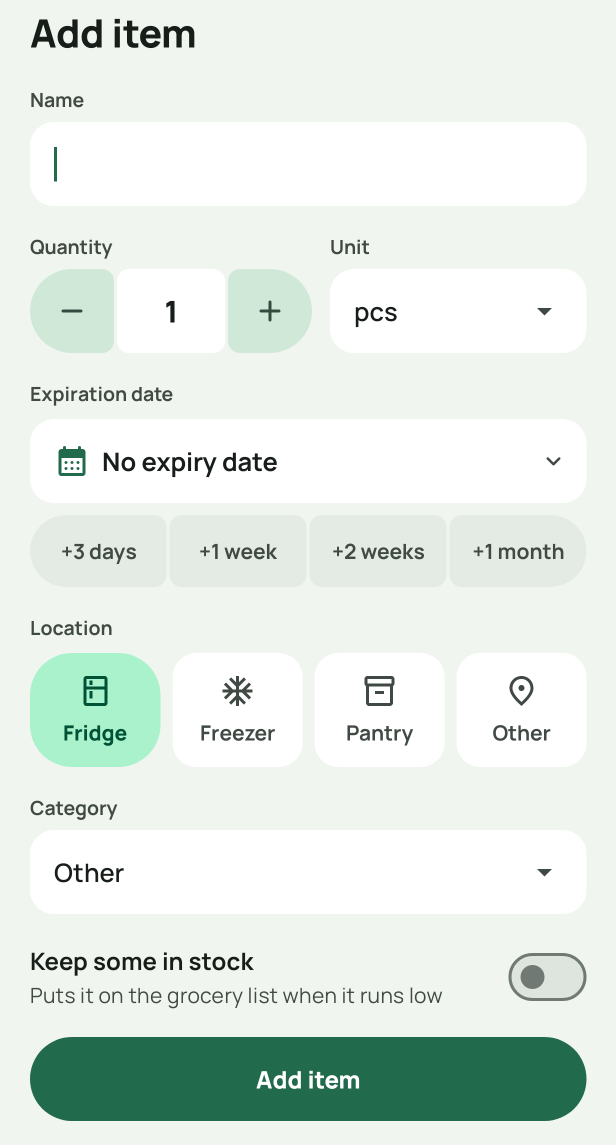 Add item
Name
Quantity Unit
1 pcs
Expiration date
No expiry date
+3 days +1 week +2 weeks +1 month
Location
Fridge Freezer Pantry Other
Category
Other
Keep some in stock
Puts it on the grocery list when it runs low
Add item